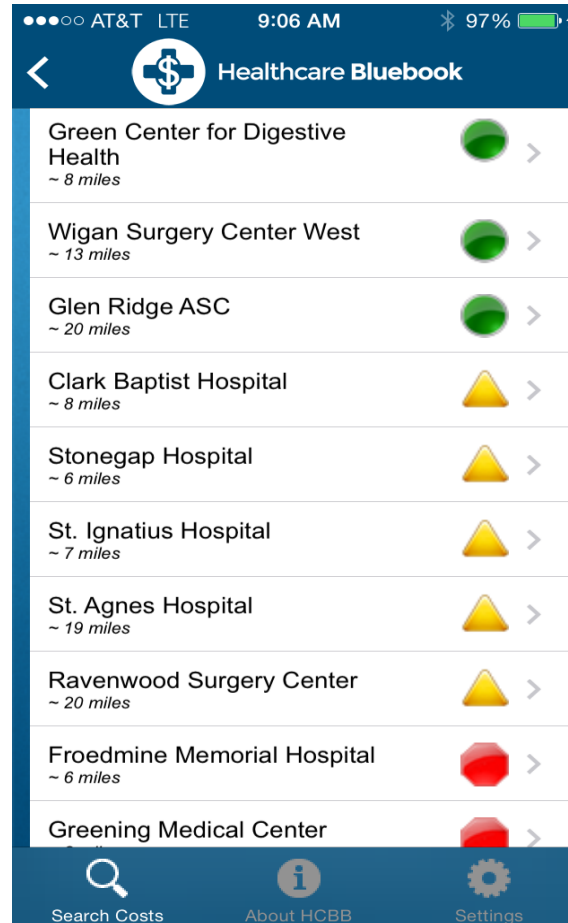 AT&T LTE 9:06 AM 97%
Healthcare Bluebook
Green Center for Digestive
Health
~ 8 miles
Wigan Surgery Center West
~ 13 miles
Glen Ridge ASC
~ 20 miles
Clark Baptist Hospital
~ 8 miles
Stonegap Hospital
~ 6 miles
St. Ignatius Hospital
~ 7 miles
St. Agnes Hospital
~ 19 miles
Ravenwood Surgery Center
~ 20 miles
Froedmine Memorial Hospital
~ 6 miles
Greening Medical Center
Search Costs About HCBB Settings